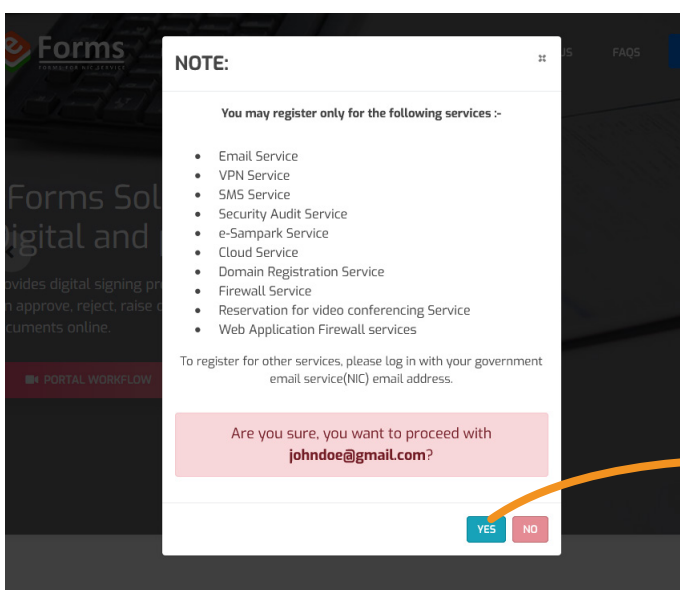 Forms
FORMS FOR NIC SERVICE
US
FAQS
NOTE:
You may register only for the following services :-
Email Service
VPN Service
SMS Service
Security Audit Service
e-Sampark Service
Cloud Service
Domain Registration Service
Firewall Service
Reservation for video conferencing Service
Web Application Firewall services
To register for other services, please log in with your government
email service(NIC) email address.
Are you sure, you want to proceed with
johndoe@gmail.com?
YES
NO
Forms Sol
igital and
ovides digital signing pr
n approve, reject, raise
cuments online.
PORTAL WORKFLOW